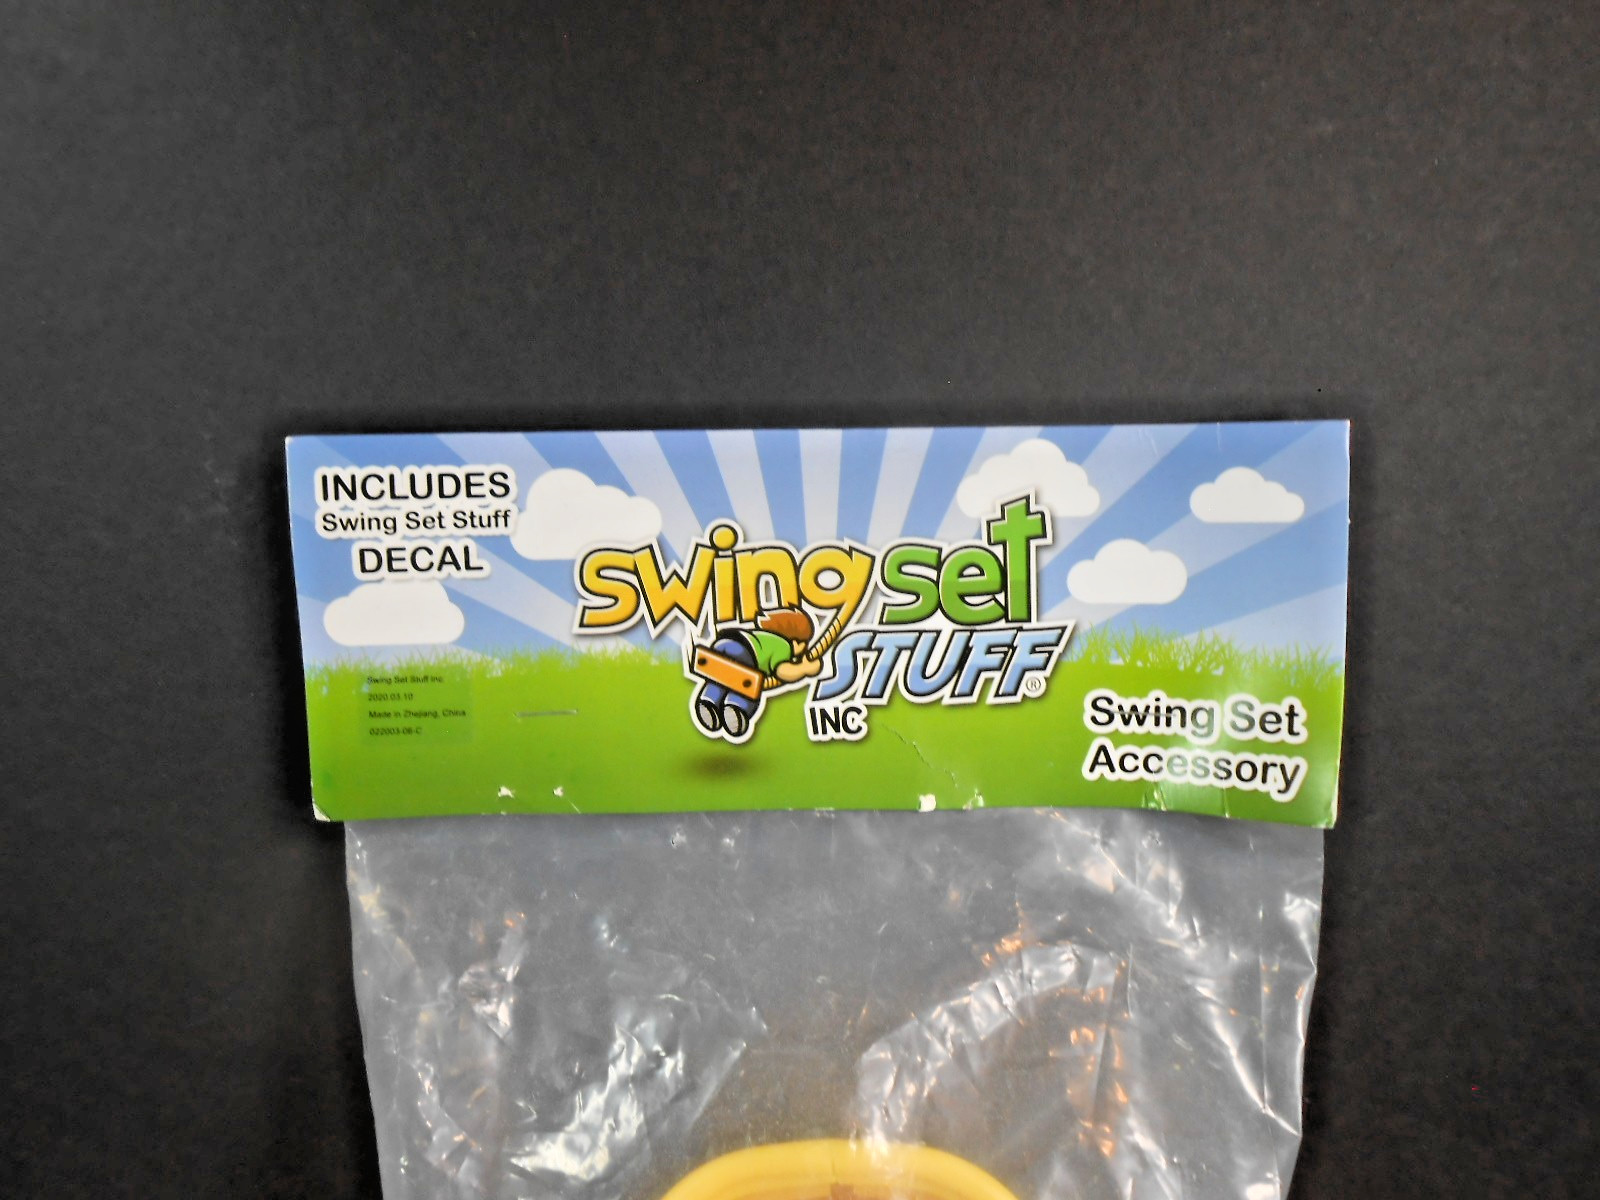 INCLUDES
Swing Set Stuff
DECAL
swing set
STUFF®
INC
Swing Set Stuff Inc
2020.03.10
Made in Zhejiang, China
022003-06-C
Swing Set
Accessory